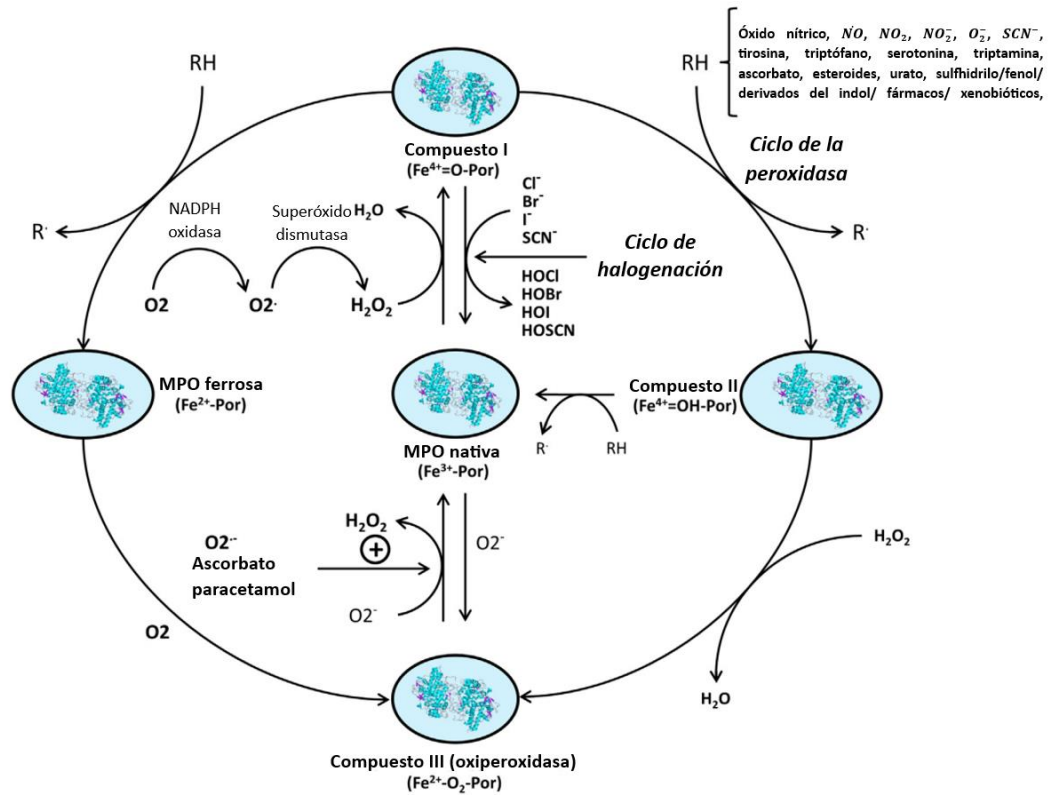 Óxido nítrico, ṄO, NO₂, NO₂⁻, O₂⁻, SCN⁻,
tirosina, triptófano, serotonina, triptamina,
ascorbato, esteroides, urato, sulfhidrilo/fenol/
derivados del indol/ fármacos/ xenobióticos,
RH
RH
Ciclo de la
peroxidasa
Compuesto I
(Fe⁴⁺=O-Por)
R·
R·
NADPH
oxidasa
Superóxido
dismutasa
H₂O
Cl⁻
Br⁻
I⁻
SCN⁻
Ciclo de
halogenación
HOCl
HOBr
HOI
HOSCN
O2
O2·
H₂O₂
MPO ferrosa
(Fe²⁺-Por)
Compuesto II
(Fe⁴⁺=OH-Por)
MPO nativa
(Fe³⁺-Por)
R·
RH
H₂O₂
+
O2·⁻
Ascorbato
paracetamol
O2⁻
O2⁻
H₂O₂
O2
H₂O
Compuesto III (oxiperoxidasa)
(Fe²⁺-O₂-Por)